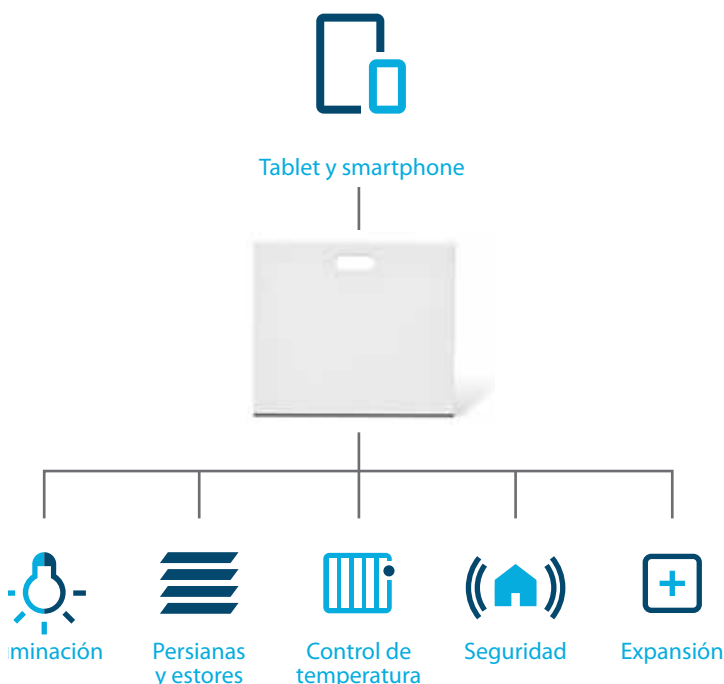 Tablet y smartphone
minación
Persianas
y estores
Control de
temperatura
Seguridad
Expansión